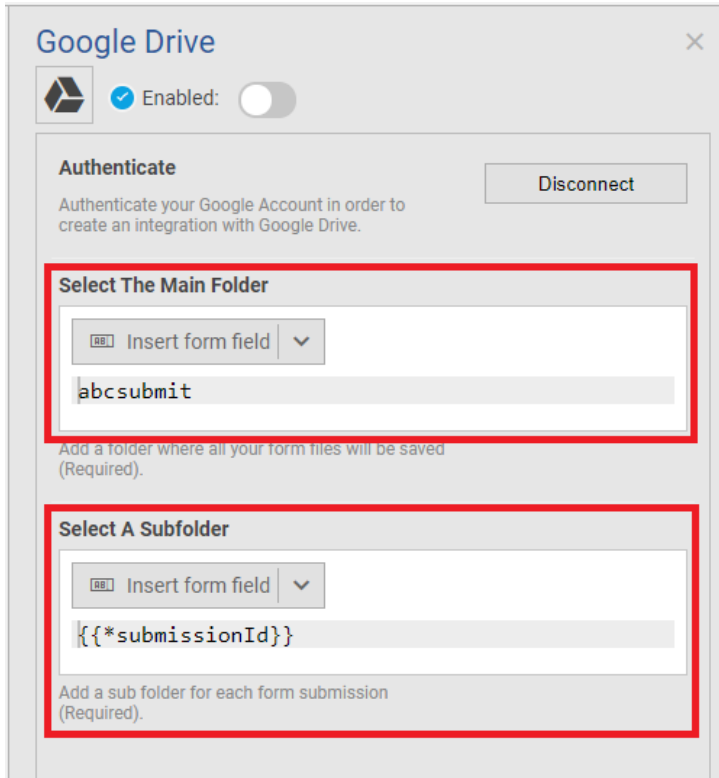 Google Drive
Enabled:
Authenticate
Disconnect
Authenticate your Google Account in order to
create an integration with Google Drive.
Select The Main Folder
Insert form field
abcsubmit
Add a folder where all your form files will be saved
(Required).
Select A Subfolder
Insert form field
{{*submissionId}}
Add a sub folder for each form submission
(Required).